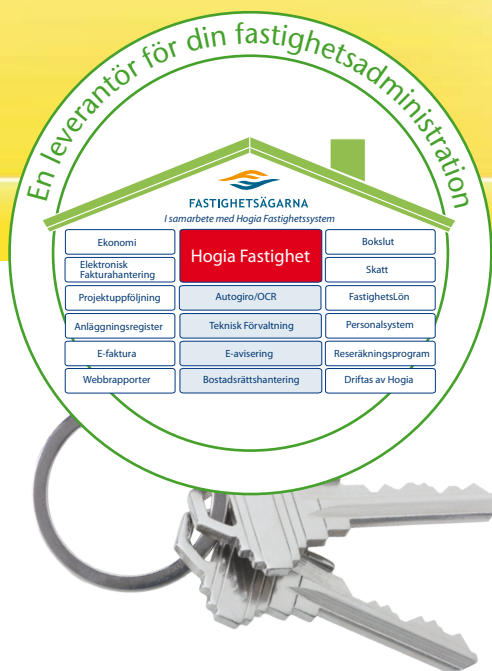 En leverantör för din fastighetsadministration
FASTIGHETSÄGARNA
I samarbete med Hogia Fastighetssystem
Ekonomi
Elektronisk
Fakturahantering
Projektuppföljning
Anläggningsregister
E-faktura
Webbrapporter
Hogia Fastighet
Autogiro/OCR
Teknisk Förvaltning
E-avisering
Bostadsrättshantering
Bokslut
Skatt
FastighetsLön
Personalsystem
Reseräkningsprogram
Driftas av Hogia